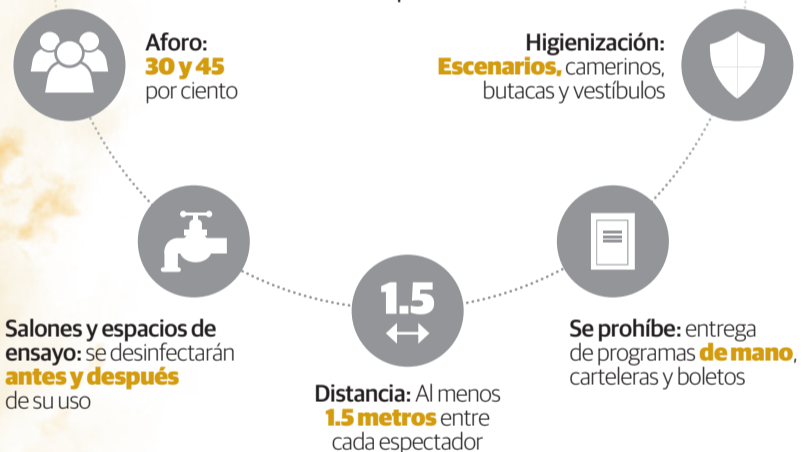 Aforo:
30 y 45
por ciento
Higienización:
Escenarios, camerinos,
butacas y vestíbulos
Salones y espacios de
ensayo: se desinfectarán
antes y después
de su uso
1.5
Distancia: Al menos
1.5 metros entre
cada espectador
Se prohíbe: entrega
de programas de mano,
carteleras y boletos